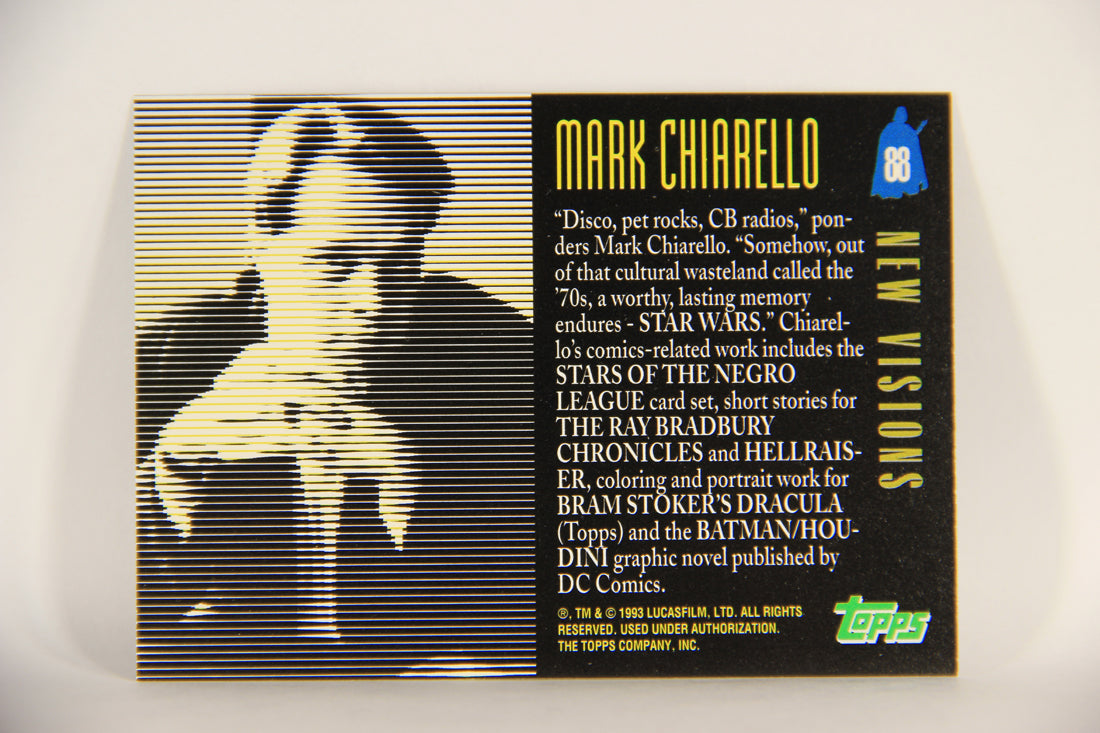 MARK CHIARELLO
88
NEW VISIONS
“Disco, pet rocks, CB radios,” pon-
ders Mark Chiarello. “Somehow, out
of that cultural wasteland called the
’70s, a worthy, lasting memory
endures - STAR WARS.” Chiarel-
lo’s comics-related work includes the
STARS OF THE NEGRO
LEAGUE card set, short stories for
THE RAY BRADBURY
CHRONICLES and HELLRAIS-
ER, coloring and portrait work for
BRAM STOKER’S DRACULA
(Topps) and the BATMAN/HOU-
DINI graphic novel published by
DC Comics.
®, TM & © 1993 LUCASFILM, LTD. ALL RIGHTS
RESERVED. USED UNDER AUTHORIZATION.
THE TOPPS COMPANY, INC.
topps